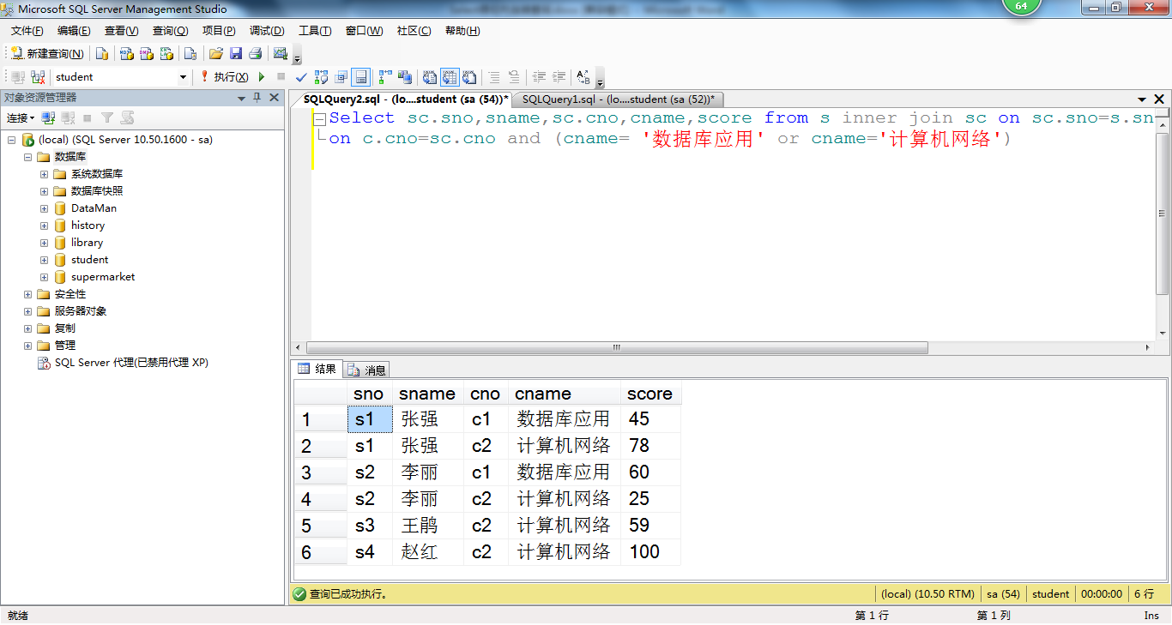 Microsoft SQL Server Management Studio
64
文件(F) 编辑(E) 查看(V) 查询(Q) 项目(P) 调试(D) 工具(T) 窗口(W) 社区(C) 帮助(H)
新建查询(N)
student 执行(X)
对象资源管理器
SQLQuery2.sql - (lo....student (sa (54))* SQLQuery1.sql - (lo....student (sa (52))*
连接
(local) (SQL Server 10.50.1600 - sa)
数据库
系统数据库
数据库快照
DataMan
history
library
student
supermarket
安全性
服务器对象
复制
管理
SQL Server 代理(已禁用代理 XP)
Select sc.sno,sname,sc.cno,cname,score from s inner join sc on sc.sno=s.sn
on c.cno=sc.cno and (cname= '数据库应用' or cname='计算机网络')
结果 消息
sno sname cno cname score
1 s1 张强 c1 数据库应用 45
2 s1 张强 c2 计算机网络 78
3 s2 李丽 c1 数据库应用 60
4 s2 李丽 c2 计算机网络 25
5 s3 王鹃 c2 计算机网络 59
6 s4 赵红 c2 计算机网络 100
查询已成功执行。 (local) (10.50 RTM) sa (54) student 00:00:00 6 行
就绪 第 1 行 第 1 列 Ins